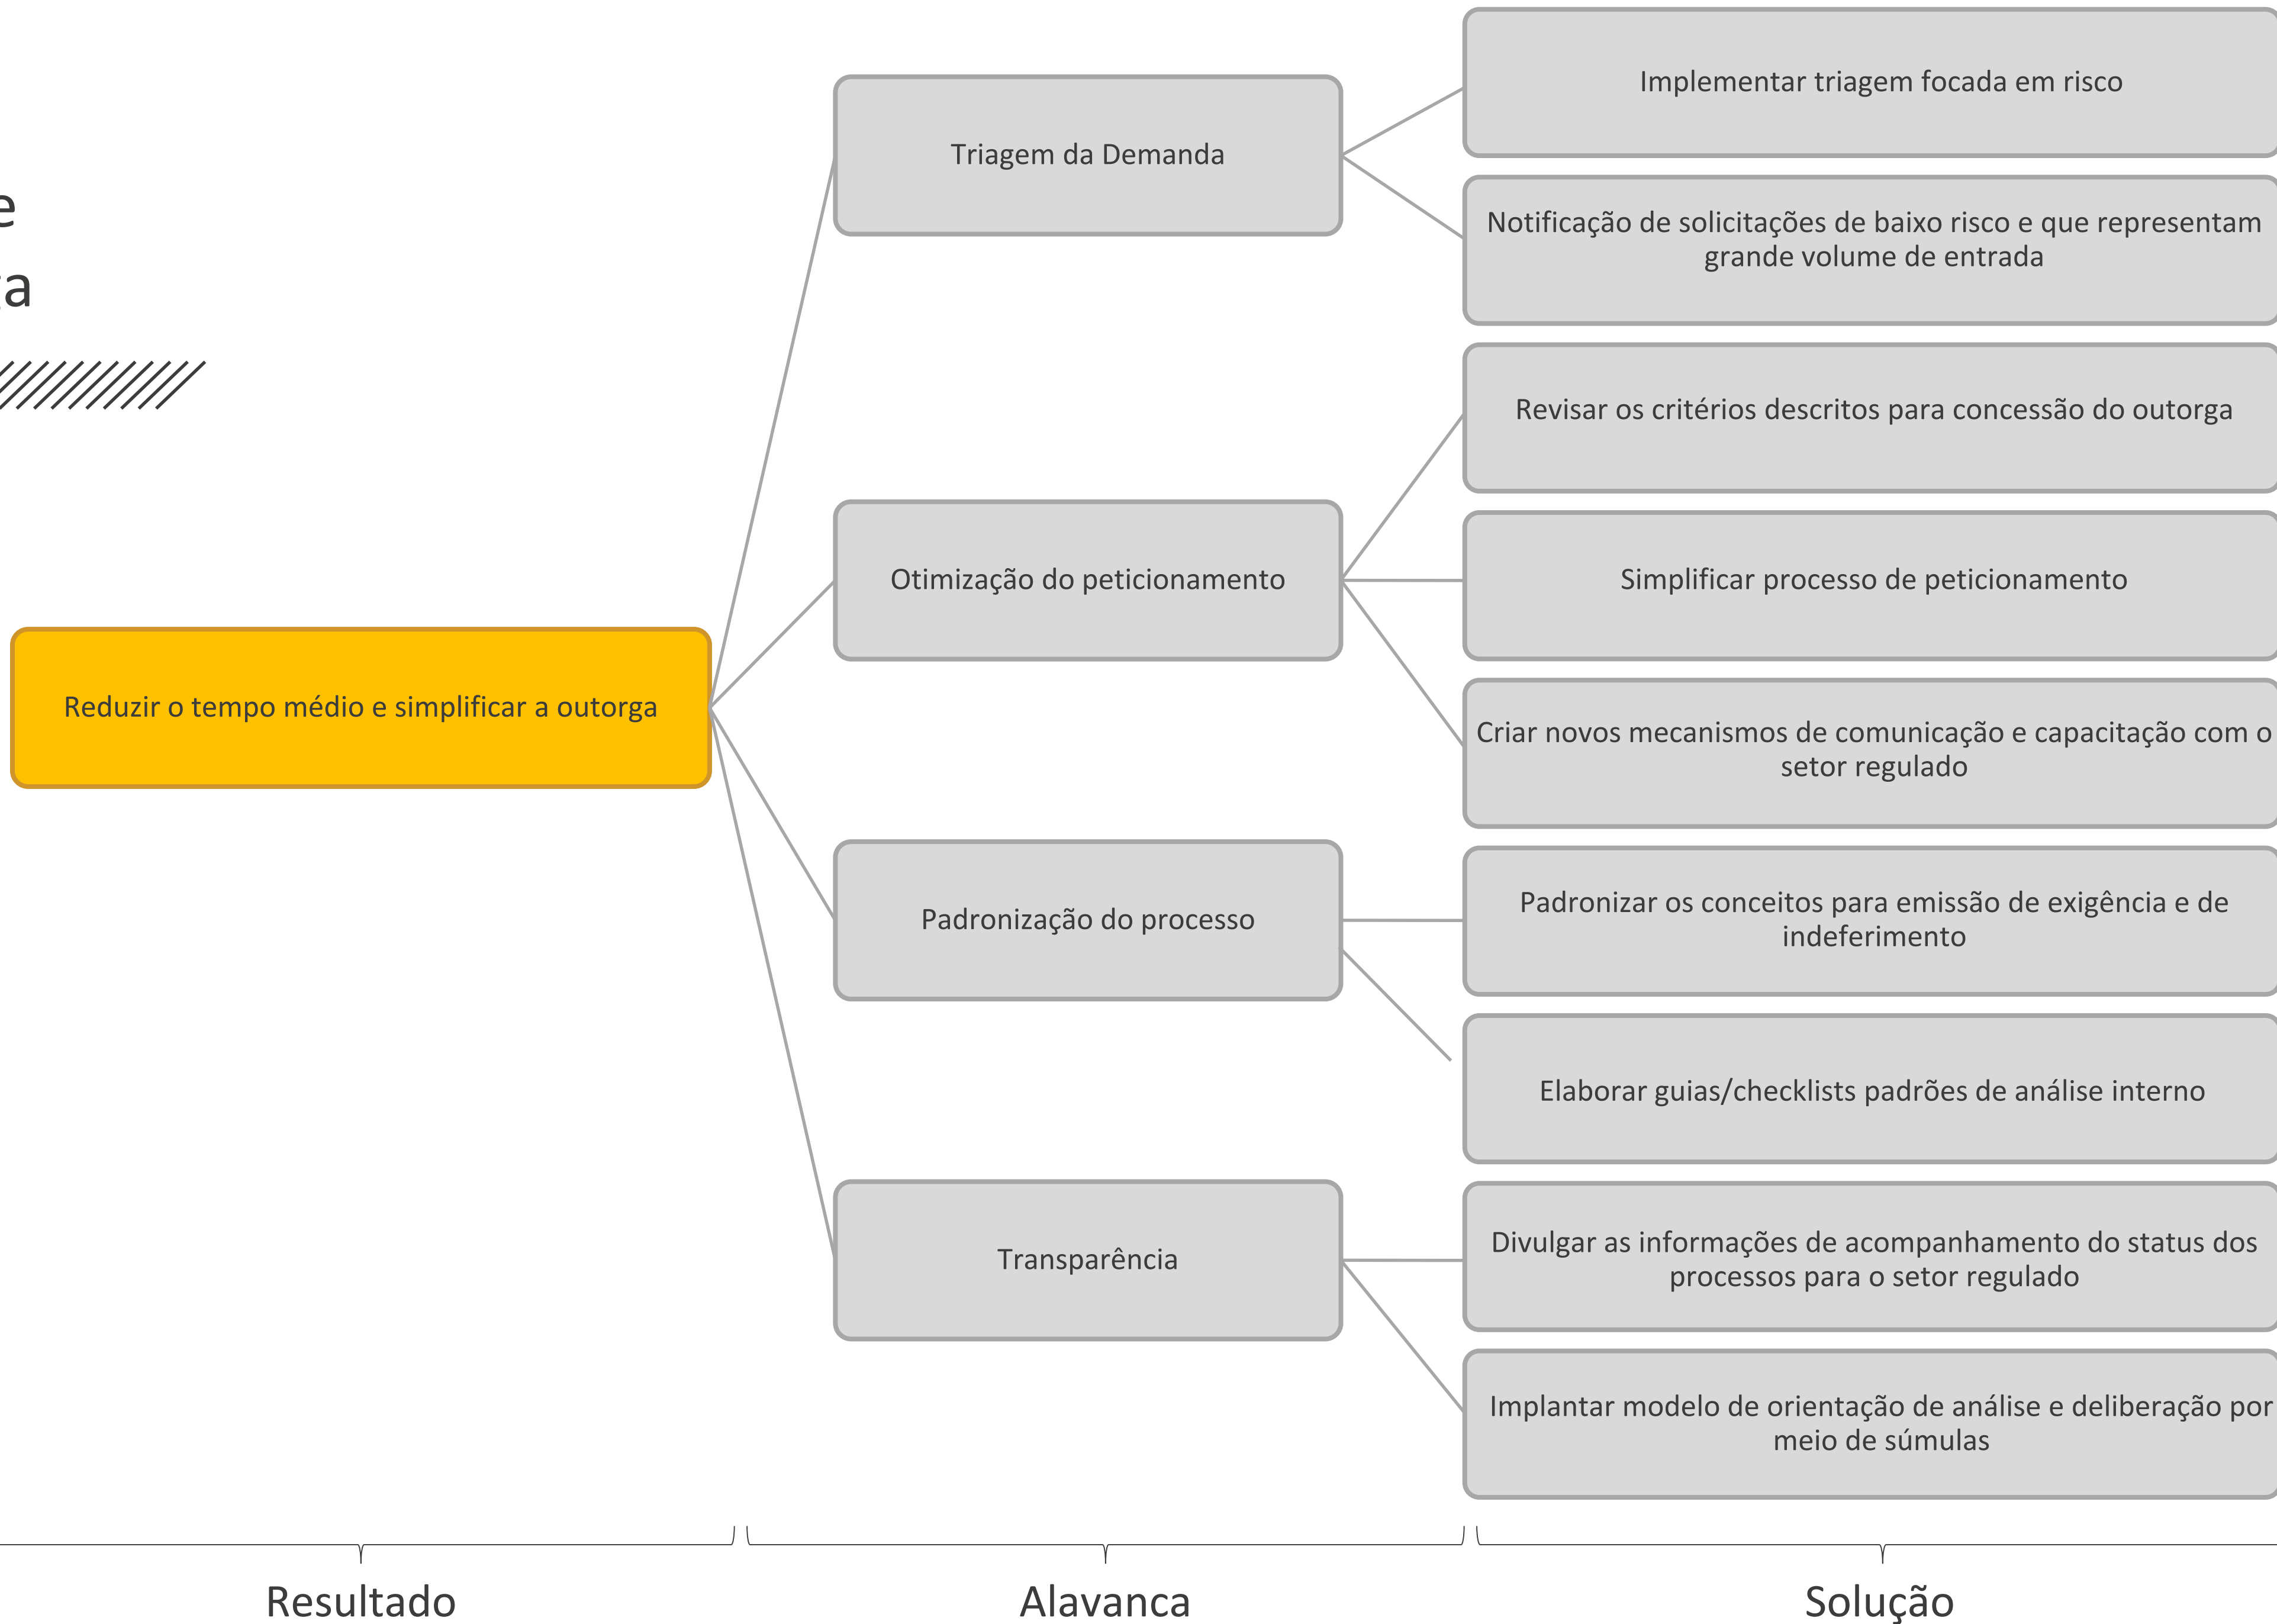 Implementar triagem focada em risco
Triagem da Demanda
Notificação de solicitações de baixo risco e que representam
grande volume de entrada
Revisar os critérios descritos para concessão do outorga
Otimização do peticionamento
Simplificar processo de peticionamento
Criar novos mecanismos de comunicação e capacitação com o
setor regulado
Reduzir o tempo médio e simplificar a outorga
Padronização do processo
Padronizar os conceitos para emissão de exigência e de
indeferimento
Elaborar guias/checklists padrões de análise interno
Transparência
Divulgar as informações de acompanhamento do status dos
processos para o setor regulado
Implantar modelo de orientação de análise e deliberação por
meio de súmulas
Resultado
Alavanca
Solução